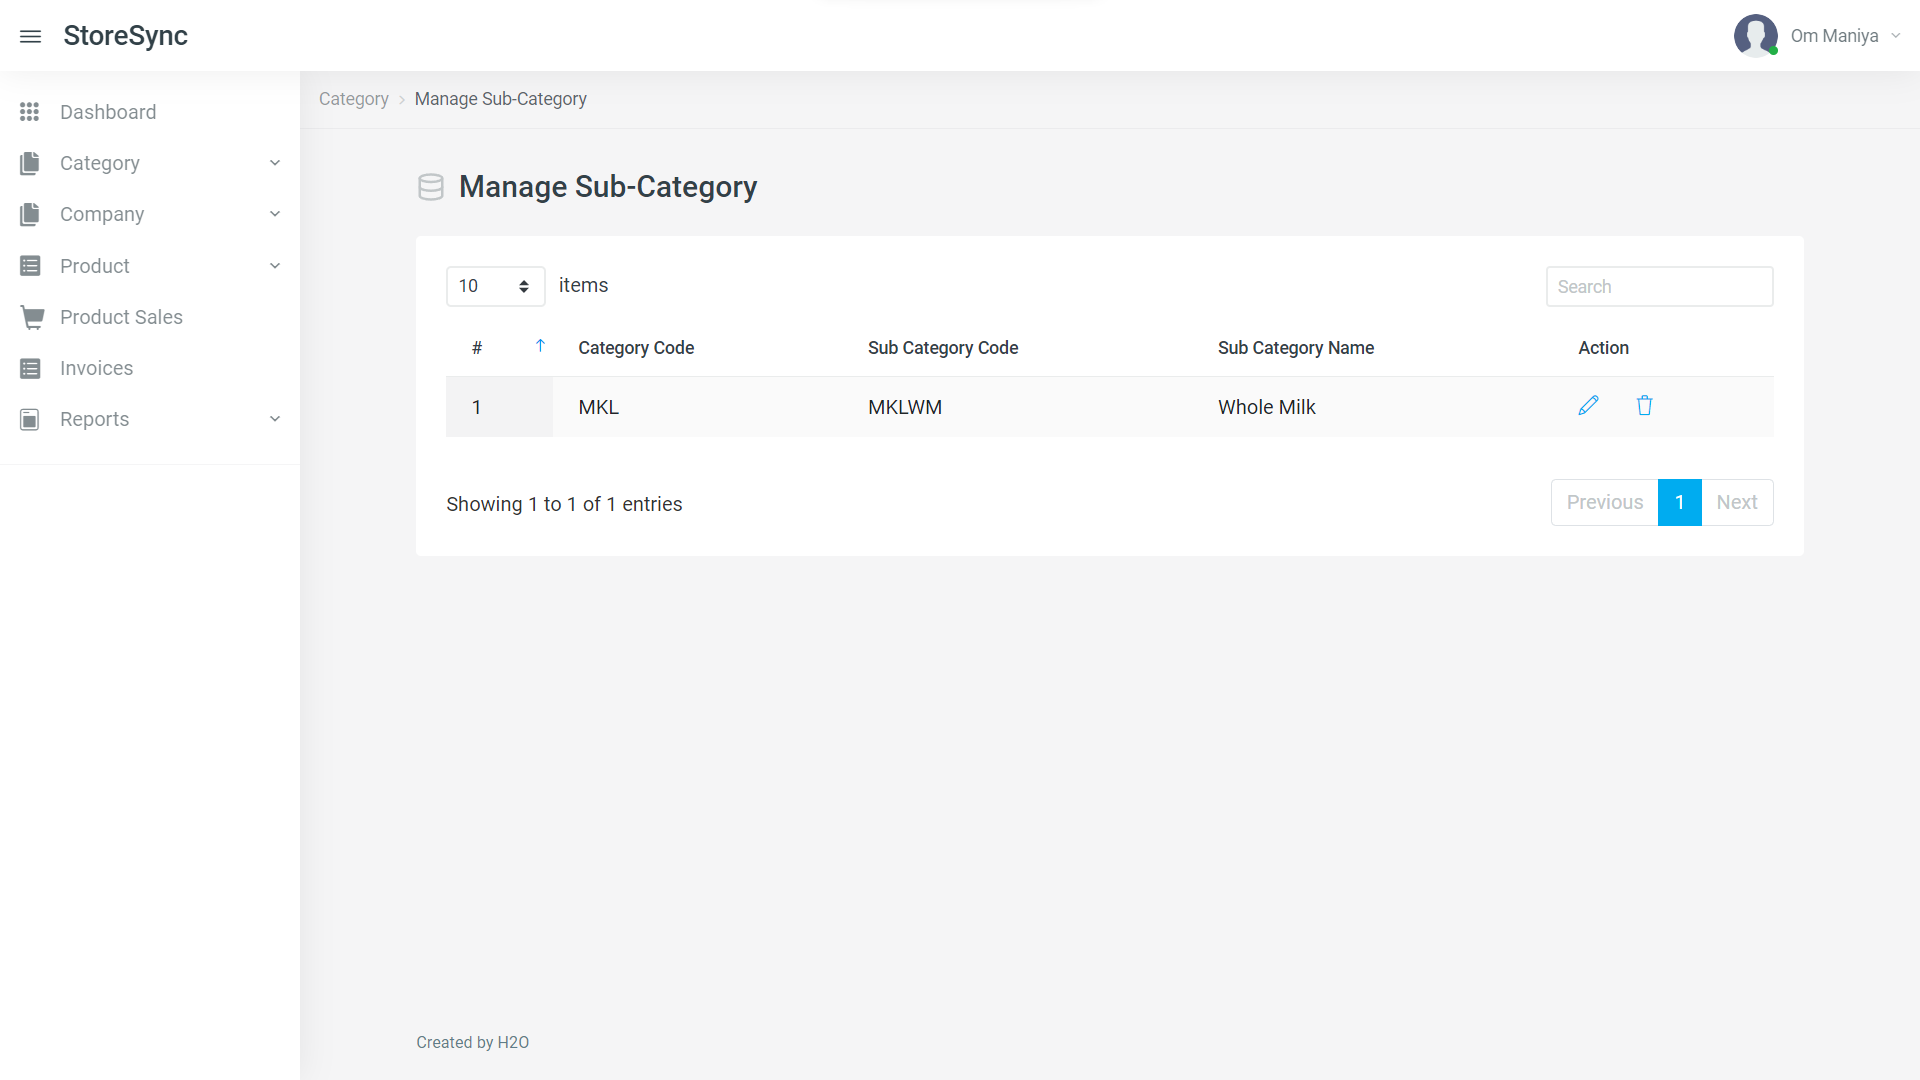 StoreSync
Om Maniya
Dashboard
Category
Company
Product
Product Sales
Invoices
Reports
Category > Manage Sub-Category
Manage Sub-Category
10 items
Search
# Category Code Sub Category Code Sub Category Name Action
1 MKL MKLWM Whole Milk
Showing 1 to 1 of 1 entries
Previous 1 Next
Created by H2O